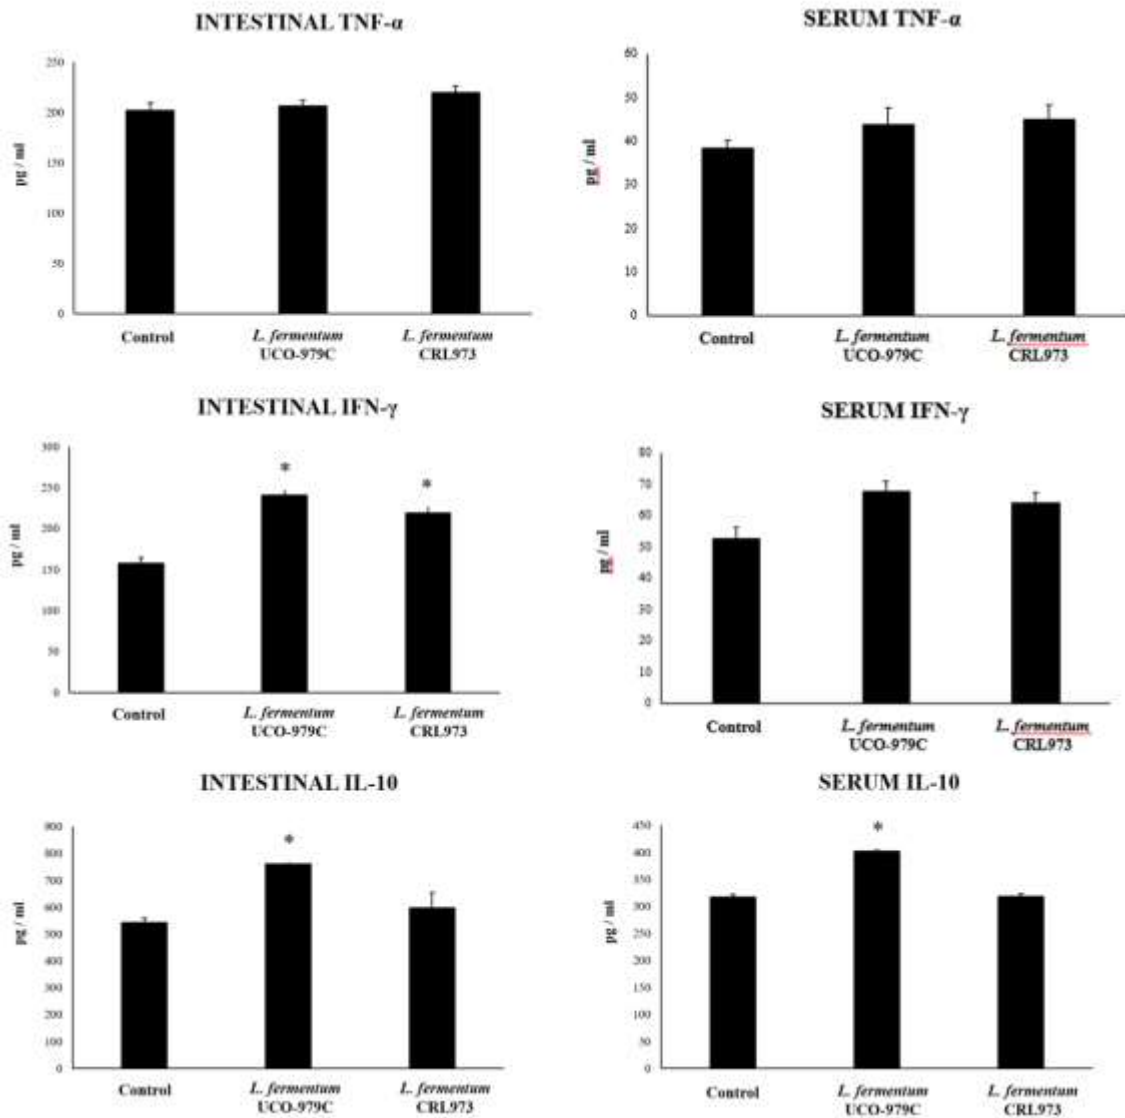 INTESTINAL TNF-α
250
200
150
100
50
0
pg / ml
Control
L. fermentum
UCO-979C
L. fermentum
CRL973
SERUM TNF-α
60
50
40
30
20
10
0
pg / ml
Control
L. fermentum
UCO-979C
L. fermentum
CRL973
INTESTINAL IFN-γ
300
250
200
150
100
50
0
pg / ml
*
*
Control
L. fermentum
UCO-979C
L. fermentum
CRL973
SERUM IFN-γ
80
70
60
50
40
30
20
10
0
pg / ml
Control
L. fermentum
UCO-979C
L. fermentum
CRL973
INTESTINAL IL-10
900
800
700
600
500
400
300
200
100
0
pg / ml
*
Control
L. fermentum
UCO-979C
L. fermentum
CRL973
SERUM IL-10
450
400
350
300
250
200
150
100
50
0
pg / ml
*
Control
L. fermentum
UCO-979C
L. fermentum
CRL973